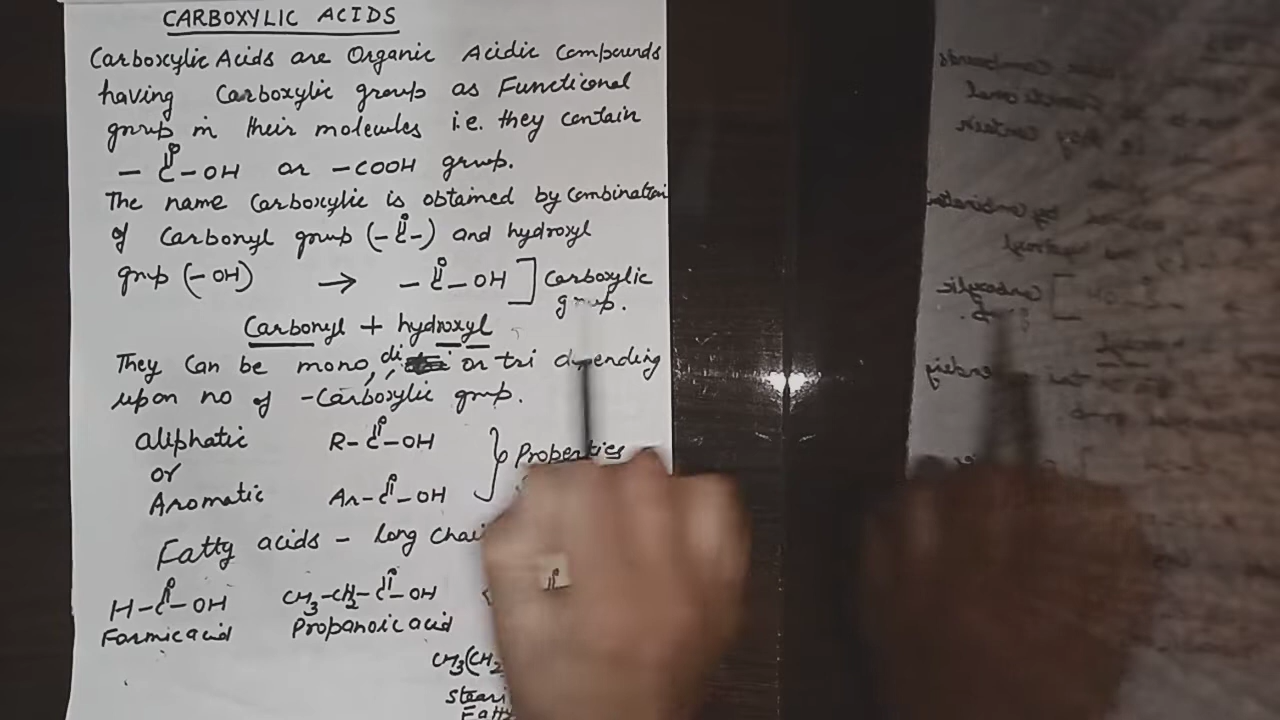 CARBOXYLIC ACIDS
Carboxylic Acids are Organic Acidic Compounds
having Carboxylic group as Functional
group in their molecules i.e. they contain
- C=O - OH or - COOH group.
The name Carboxylic is obtained by Combination
of Carbonyl group (-C=O-) and hydroxyl
group (-OH) → - C=O - OH ] Carboxylic
group.
Carbonyl + hydroxyl
They can be mono, di, or tri depending
upon no of -Carboxylic group.
aliphatic R-C=O-OH
or Properties
Aromatic Ar-C=O-OH
Fatty acids - long
H-C=O-OH CH3-CH2-C=O-OH
Formic acid Propanoic acid
CH3(CH2